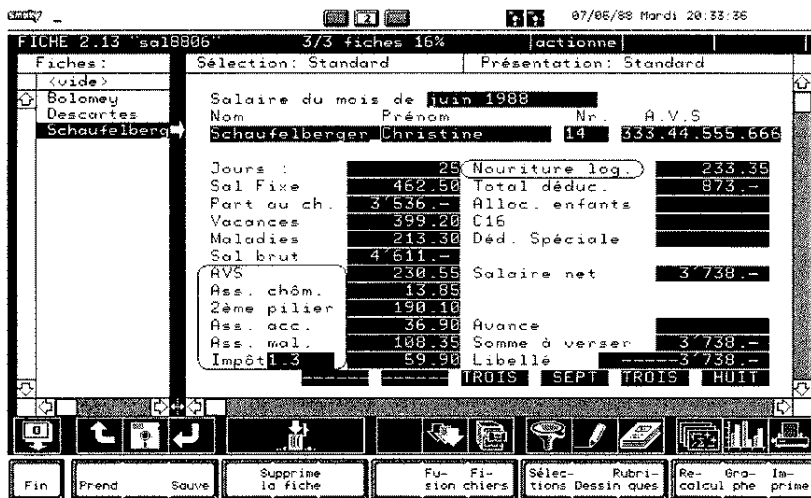 smaky _ 2 07/06/88 Mardi 20:33:36
FICHE 2.13 "sal8806" 3/3 fiches 16% |actionne|
Fiches: Sélection: Standard Présentation: Standard
<vide>
Bolomey
Descartes
Schaufelberg
Salaire du mois de juin 1988
Nom Prénom Nr. A.V.S
Schaufelberger Christine 14 333.44.555.666
Jours : 25 Nouriture log. 233.35
Sal Fixe 462.50 Total déduc. 873.-
Part au ch. 3'536.- Alloc. enfants
Vacances 399.20 C16
Maladies 213.30 Déd. Spéciale
Sal brut 4'611.-
AVS 230.55 Salaire net 3'738.-
Ass. chôm. 13.85
2ème pilier 190.10
Ass. acc. 36.90 Avance
Ass. mal. 108.35 Somme à verser 3'738.-
Impôt 1.3 59.90 Libellé -----3'738.-
------ ------ TROIS SEPT TROIS HUIT
Fin Prend Sauve Supprime la fiche Fu- sion Fi- chiers Sélec- tions Dessin Rubri- ques Re- calcul Gra- phe Im- prime